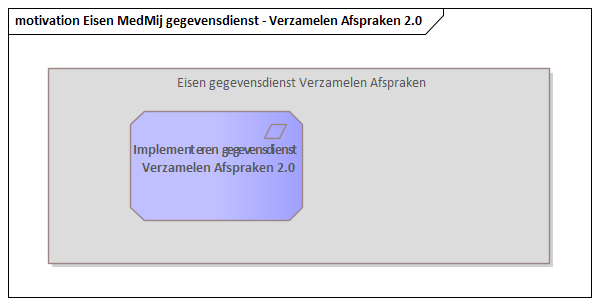 motivation Eisen MedMij gegevensdienst - Verzamelen Afspraken 2.0
Eisen gegevensdienst Verzamelen Afspraken
Implementeren gegevensdienst
Verzamelen Afspraken 2.0